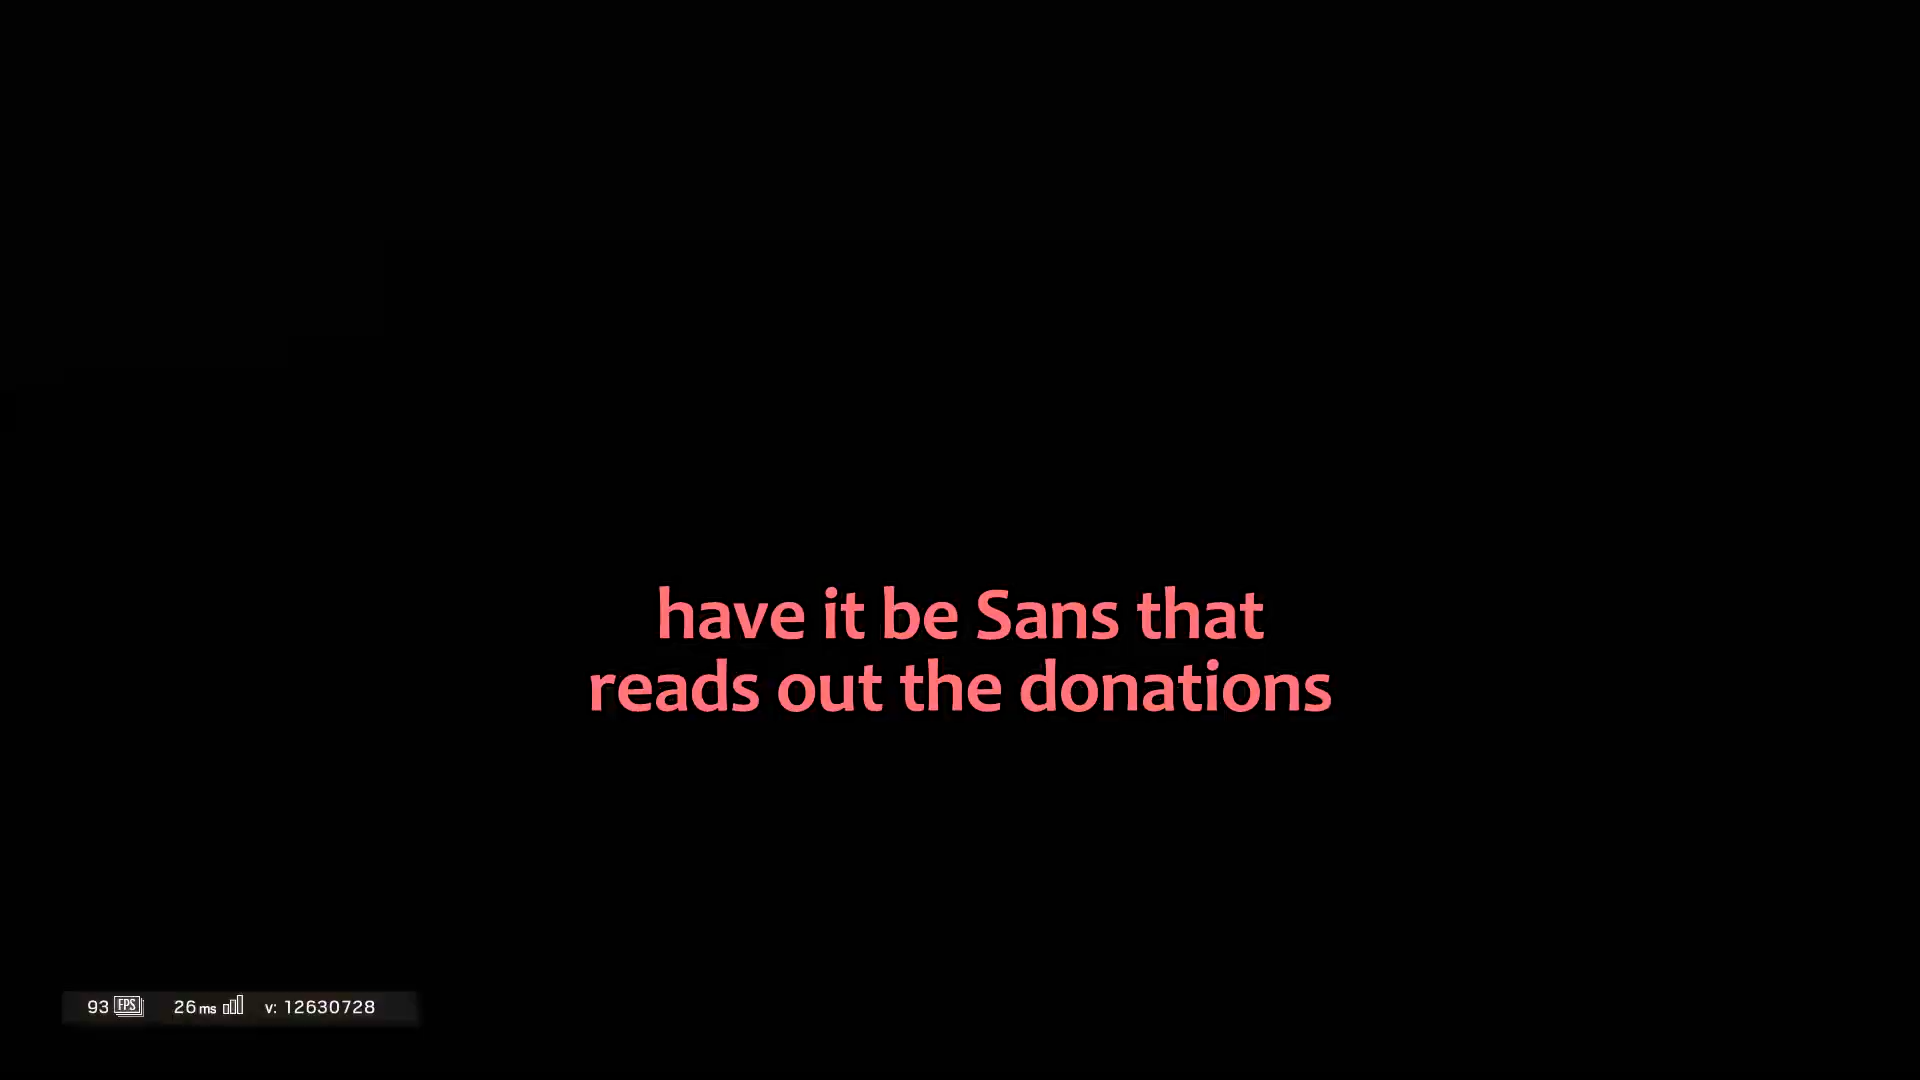 have it be Sans that
reads out the donations
93 FPS 26 ms v: 12630728